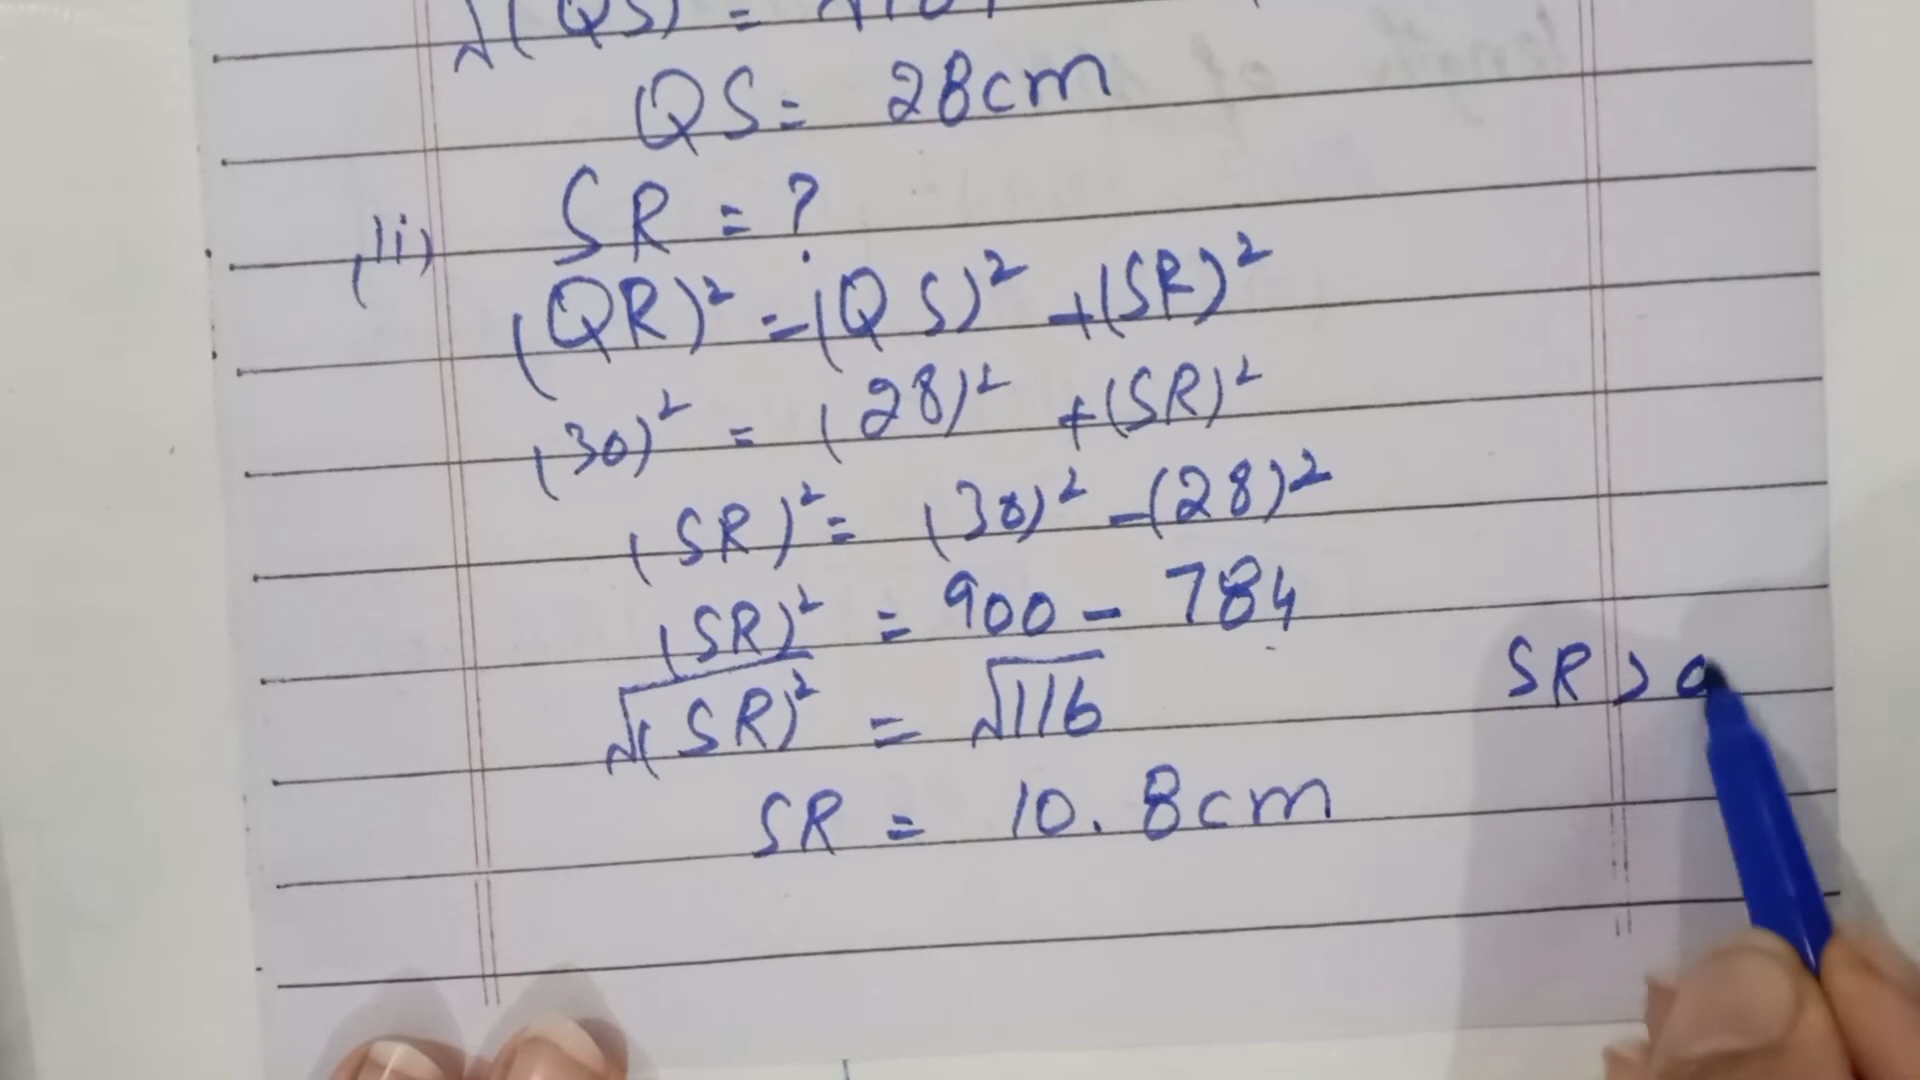 √(QS) =
QS = 28cm
(ii) SR = ?
(QR)² = (QS)² + (SR)²
(30)² = (28)² + (SR)²
(SR)² = (30)² - (28)²
(SR)² = 900 - 784
√(SR)² = √116 SR > 0
SR = 10.8cm